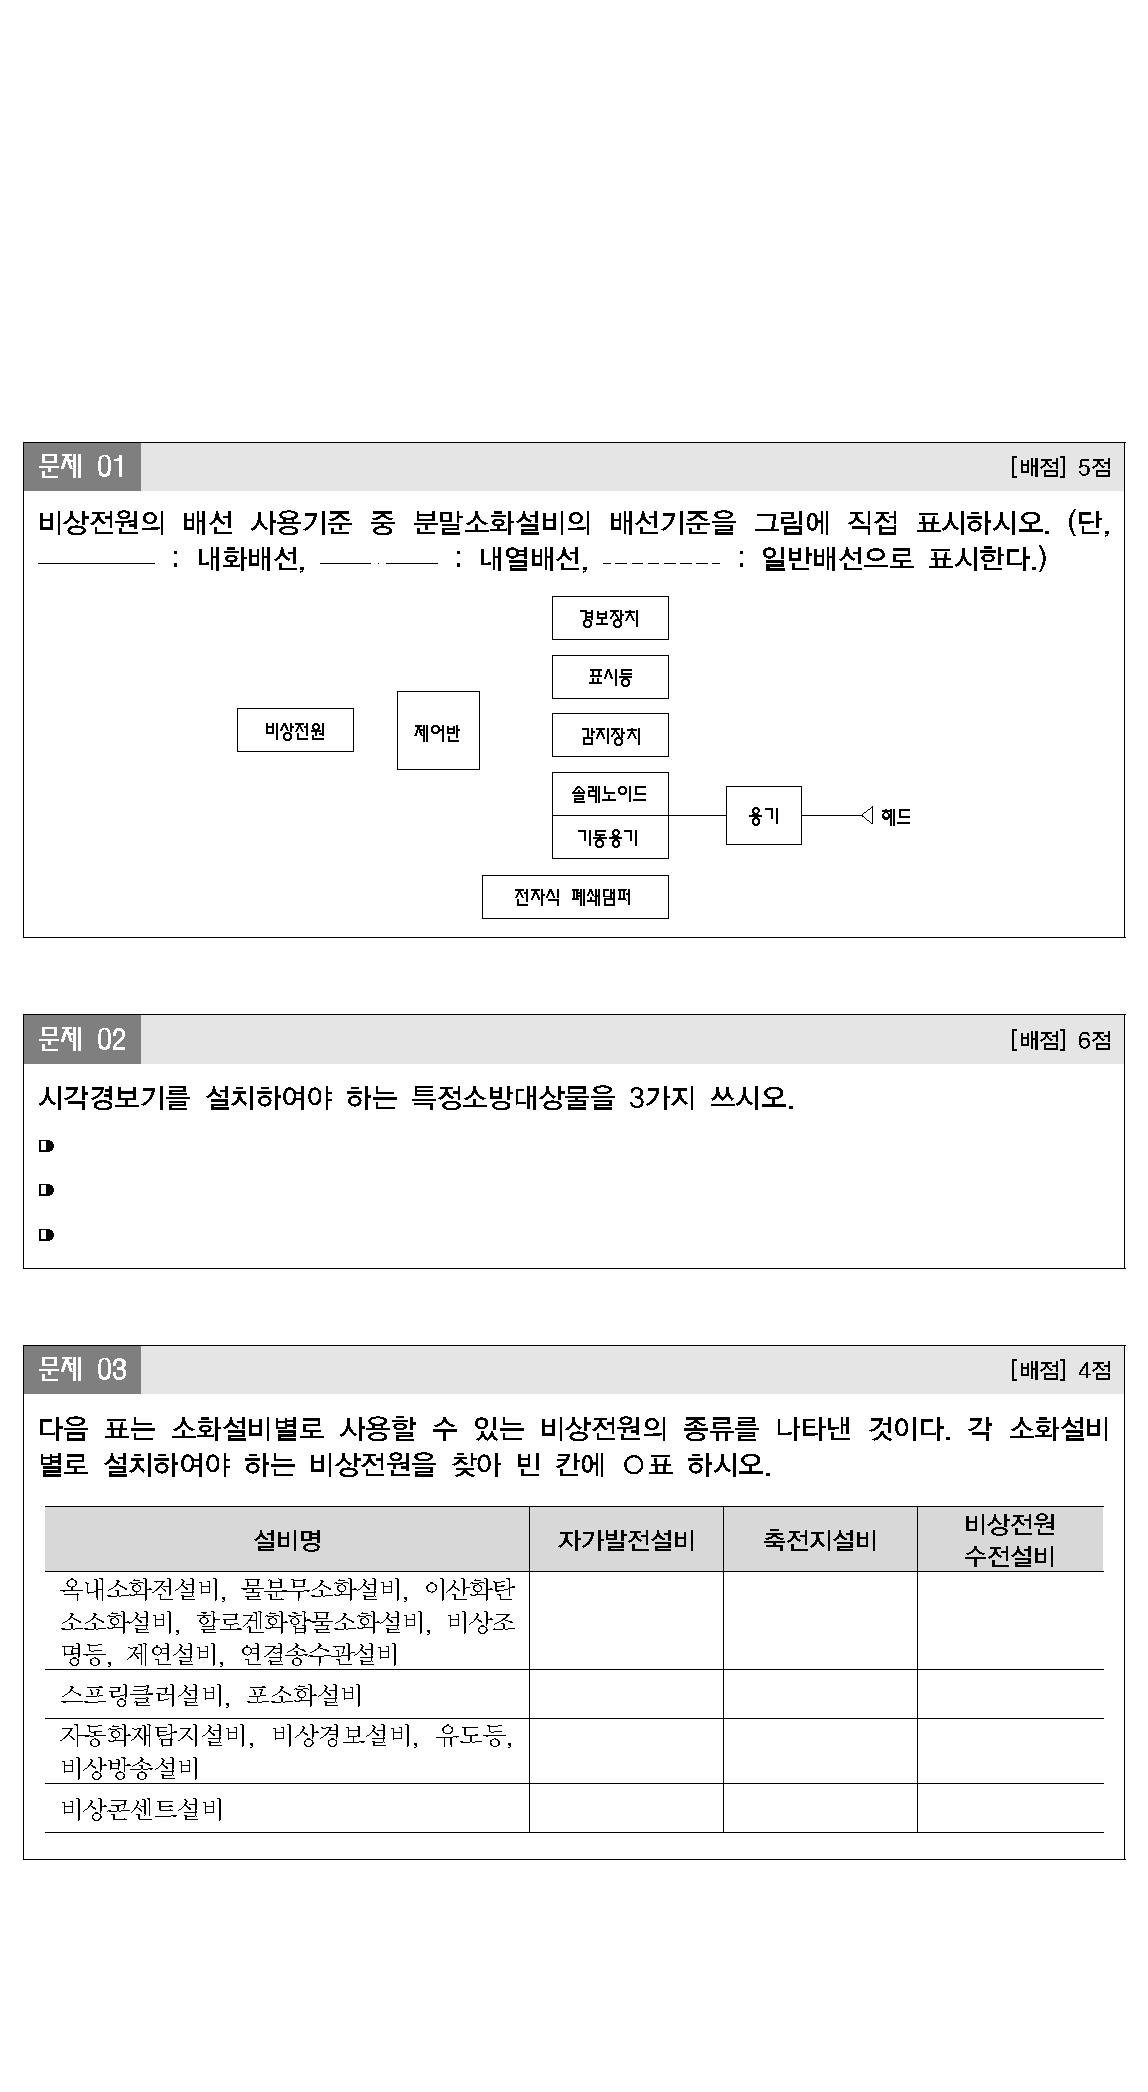 문제 01
[배점] 5점
비상전원의 배선 사용기준 중 분말소화설비의 배선기준을 그림에 직접 표시하시오. (단,
: 내화배선, : 내열배선, : 일반배선으로 표시한다.)
경보장치
표시등
비상전원
제어반
감지장치
솔레노이드
기동용기
용기
헤드
전자식 폐쇄댐퍼
문제 02
[배점] 6점
시각경보기를 설치하여야 하는 특정소방대상물을 3가지 쓰시오.
문제 03
[배점] 4점
다음 표는 소화설비별로 사용할 수 있는 비상전원의 종류를 나타낸 것이다. 각 소화설비
별로 설치하여야 하는 비상전원을 찾아 빈 칸에 ○표 하시오.
설비명 자가발전설비 축전지설비 비상전원
수전설비
옥내소화전설비, 물분무소화설비, 이산화탄
소소화설비, 할로겐화합물소화설비, 비상조
명등, 제연설비, 연결송수관설비
스프링클러설비, 포소화설비
자동화재탐지설비, 비상경보설비, 유도등,
비상방송설비
비상콘센트설비